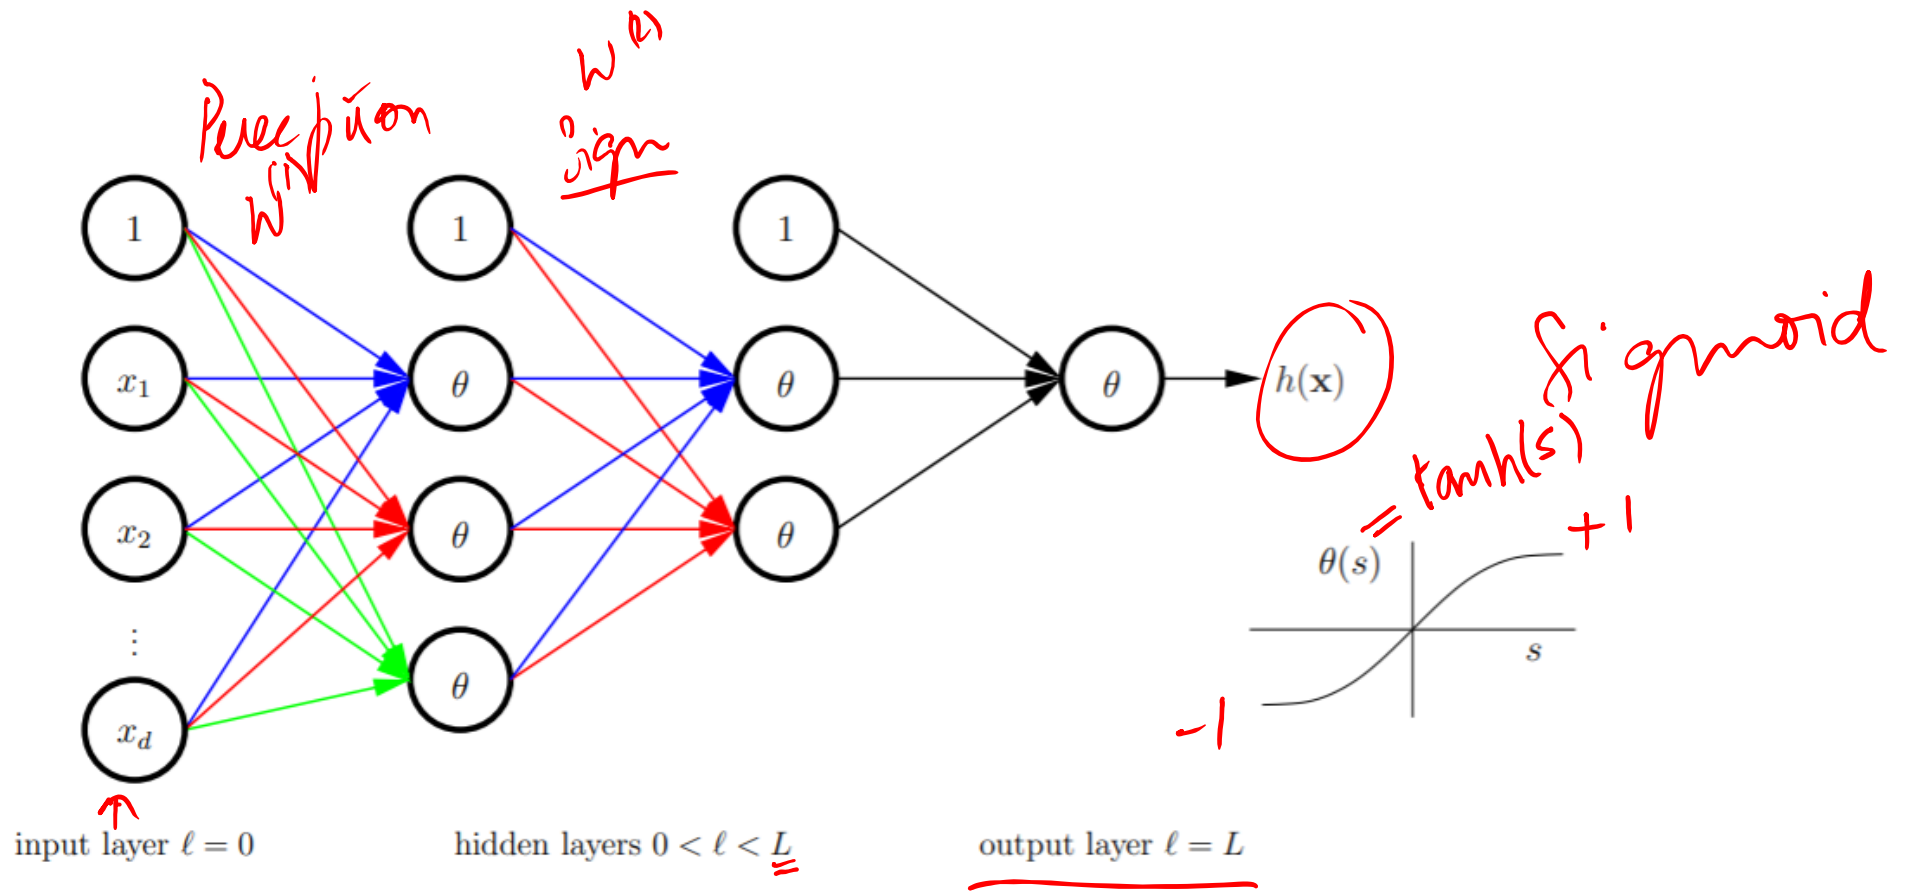 W⁽²⁾
Perceptron
sign
W⁽¹⁾
1 1 1
x₁ θ θ θ h(x)
sigmoid
= tanh(s)
x₂ θ θ
+1
θ(s)
s
⋮
θ
-1
x_d
↑
input layer ℓ = 0 hidden layers 0 < ℓ < L output layer ℓ = L